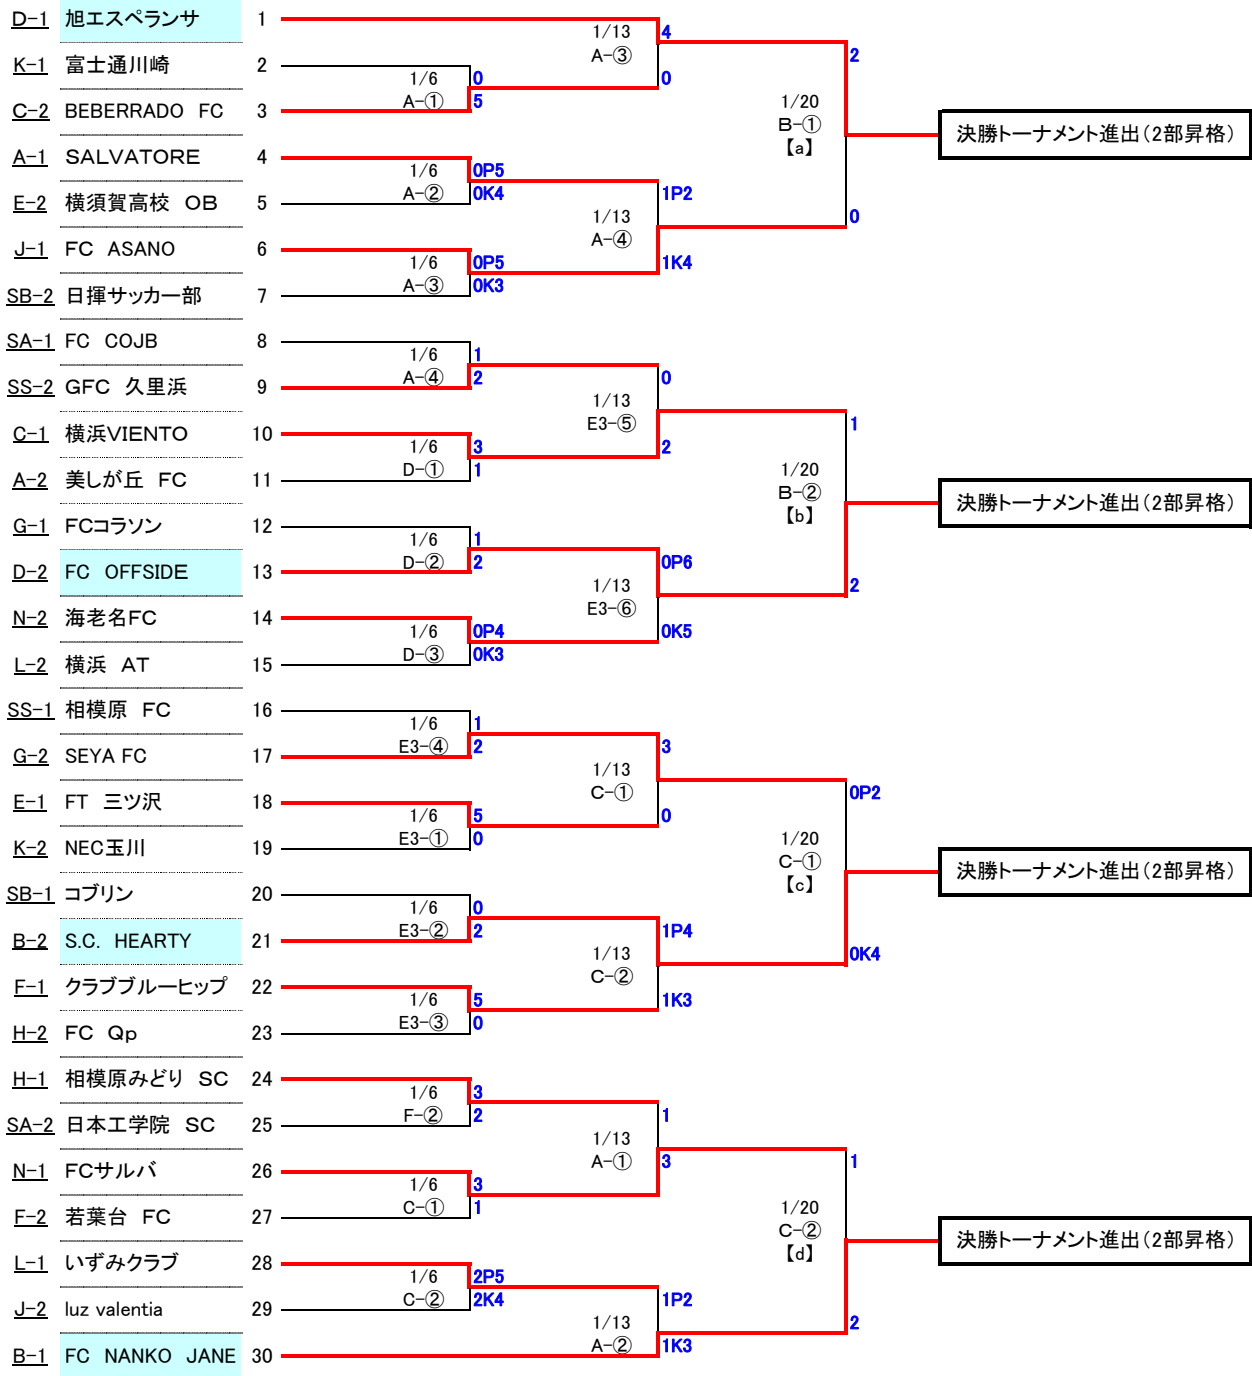 D-1 旭エスペランサ 1
K-1 富士通川崎 2
C-2 BEBERRADO FC 3
A-1 SALVATORE 4
E-2 横須賀高校 OB 5
J-1 FC ASANO 6
SB-2 日揮サッカー部 7
SA-1 FC COJB 8
SS-2 GFC 久里浜 9
C-1 横浜VIENTO 10
A-2 美しが丘 FC 11
G-1 FCコラソン 12
D-2 FC OFFSIDE 13
N-2 海老名FC 14
L-2 横浜 AT 15
SS-1 相模原 FC 16
G-2 SEYA FC 17
E-1 FT 三ツ沢 18
K-2 NEC玉川 19
SB-1 コブリン 20
B-2 S.C. HEARTY 21
F-1 クラブブルーヒップ 22
H-2 FC Qp 23
H-1 相模原みどり SC 24
SA-2 日本工学院 SC 25
N-1 FCサルバ 26
F-2 若葉台 FC 27
L-1 いずみクラブ 28
J-2 luz valentia 29
B-1 FC NANKO JANE 30
1/6 0
A-① 5
1/6 0P5
A-② 0K4
1/6 0P5
A-③ 0K3
1/6 1
A-④ 2
1/6 3
D-① 1
1/6 1
D-② 2
1/6 0P4
D-③ 0K3
1/6 1
E3-④ 2
1/6 5
E3-① 0
1/6 0
E3-② 2
1/6 5
E3-③ 0
1/6 3
F-② 2
1/6 3
C-① 1
1/6 2P5
C-② 2K4
1/13 4
A-③
0
1P2
1/13
A-④
1K4
0
1/13
E3-⑤
2
0P6
1/13
E3-⑥
0K5
3
1/13
C-①
0
1P4
1/13
C-②
1K3
1
1/13
A-① 3
1P2
1/13
A-② 1K3
2
1/20
B-①
【a】
0
1
1/20
B-②
【b】
2
0P2
1/20
C-①
【c】
0K4
1
1/20
C-②
【d】
2
決勝トーナメント進出(2部昇格)
決勝トーナメント進出(2部昇格)
決勝トーナメント進出(2部昇格)
決勝トーナメント進出(2部昇格)